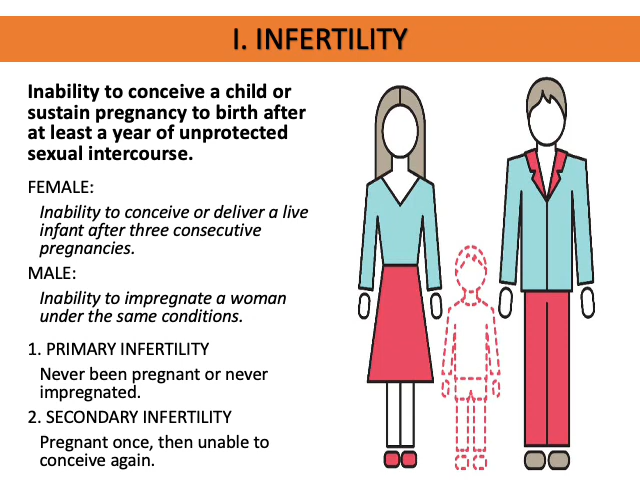 I. INFERTILITY
Inability to conceive a child or
sustain pregnancy to birth after
at least a year of unprotected
sexual intercourse.
FEMALE:
Inability to conceive or deliver a live
infant after three consecutive
pregnancies.
MALE:
Inability to impregnate a woman
under the same conditions.
1. PRIMARY INFERTILITY
Never been pregnant or never
impregnated.
2. SECONDARY INFERTILITY
Pregnant once, then unable to
conceive again.